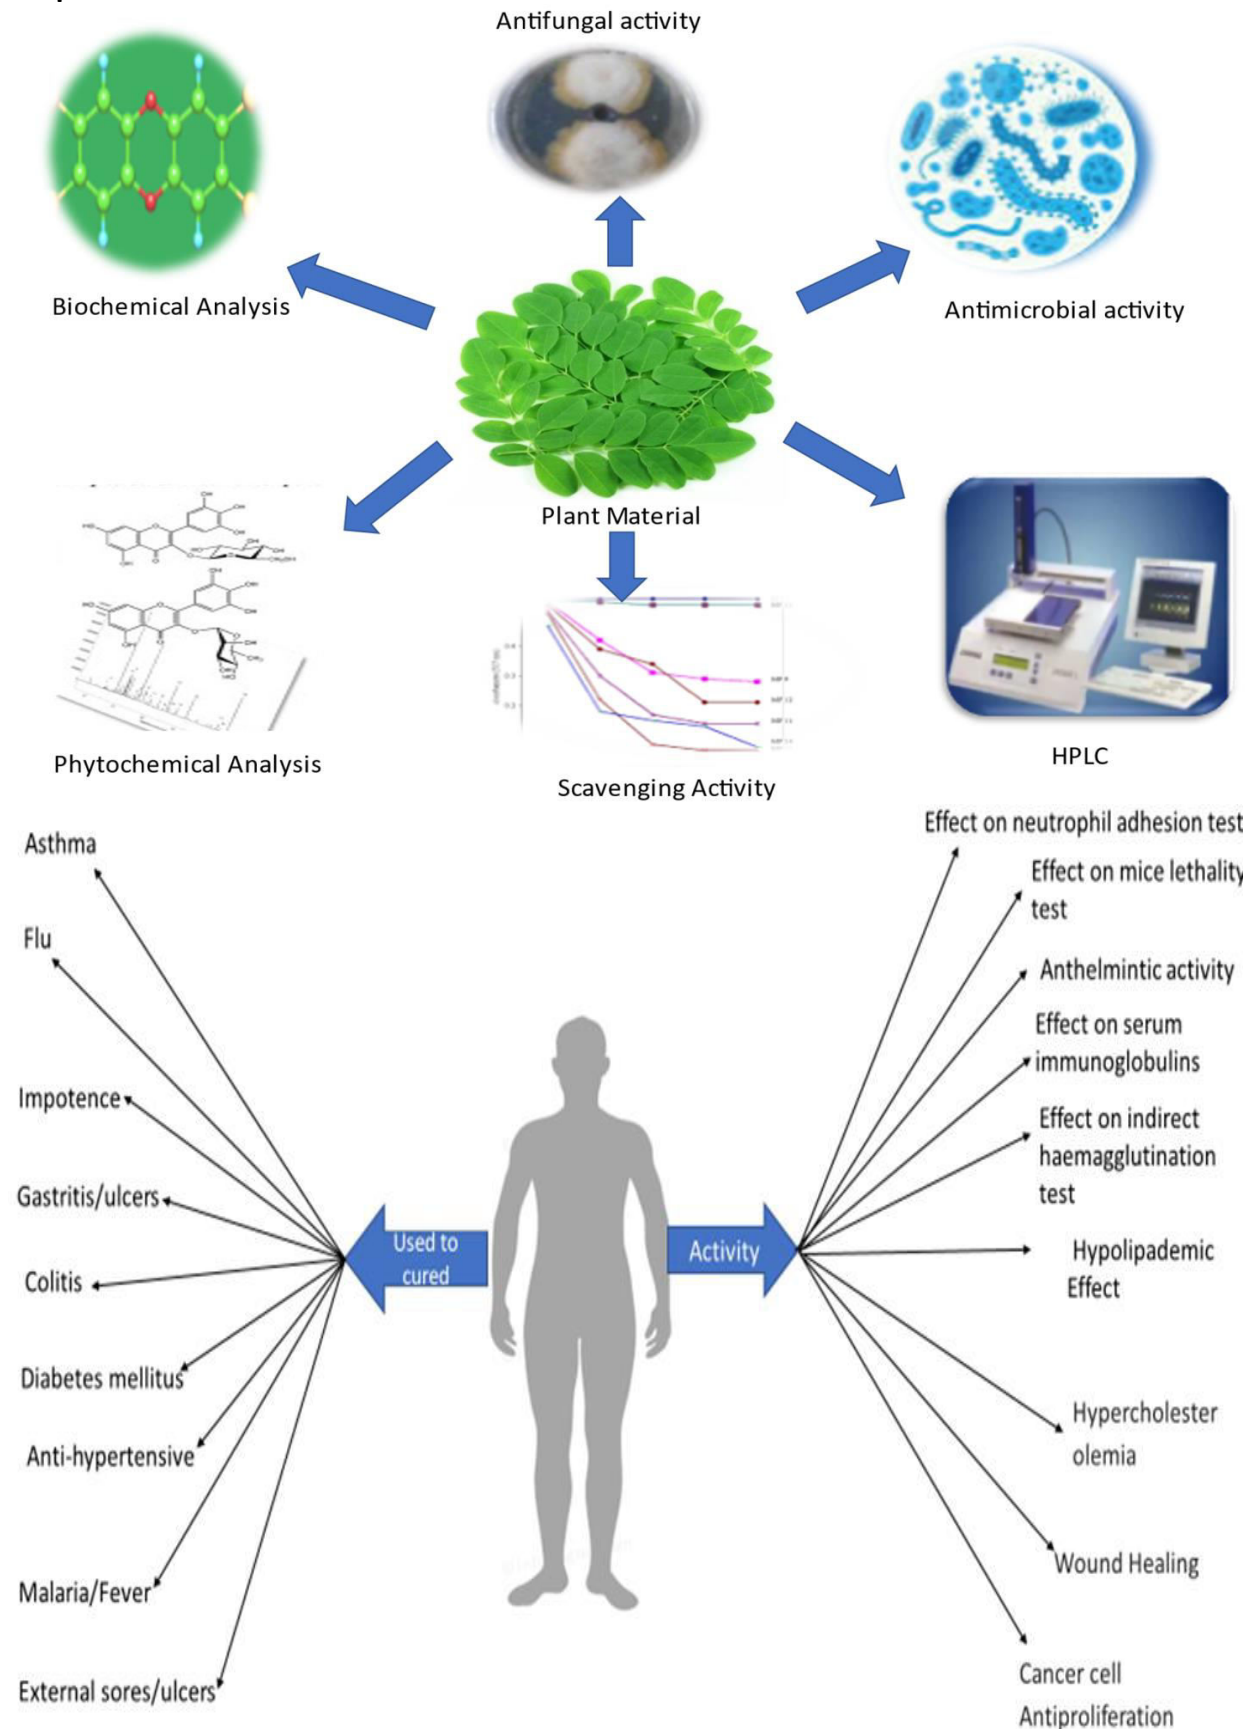 Antifungal activity
Biochemical Analysis
Antimicrobial activity
Plant Material
Phytochemical Analysis
Scavenging Activity
HPLC
Asthma
Flu
Impotence
Gastritis/ulcers
Colitis
Diabetes mellitus
Anti-hypertensive
Malaria/Fever
External sores/ulcers
Used to
cured
Activity
Effect on neutrophil adhesion test
Effect on mice lethality
test
Anthelmintic activity
Effect on serum
immunoglobulins
Effect on indirect
haemagglutination
test
Hypolipademic
Effect
Hypercholester
olemia
Wound Healing
Cancer cell
Antiproliferation